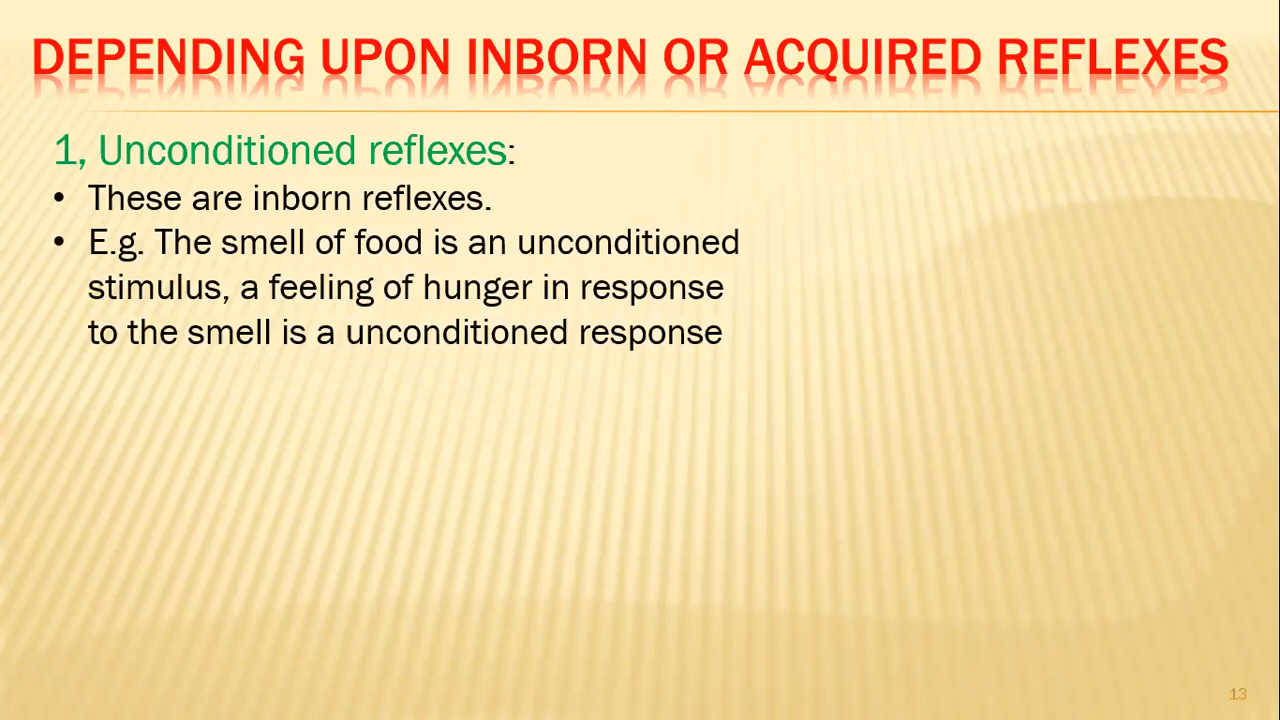 DEPENDING UPON INBORN OR ACQUIRED REFLEXES
1, Unconditioned reflexes:
• These are inborn reflexes.
• E.g. The smell of food is an unconditioned
stimulus, a feeling of hunger in response
to the smell is a unconditioned response
13